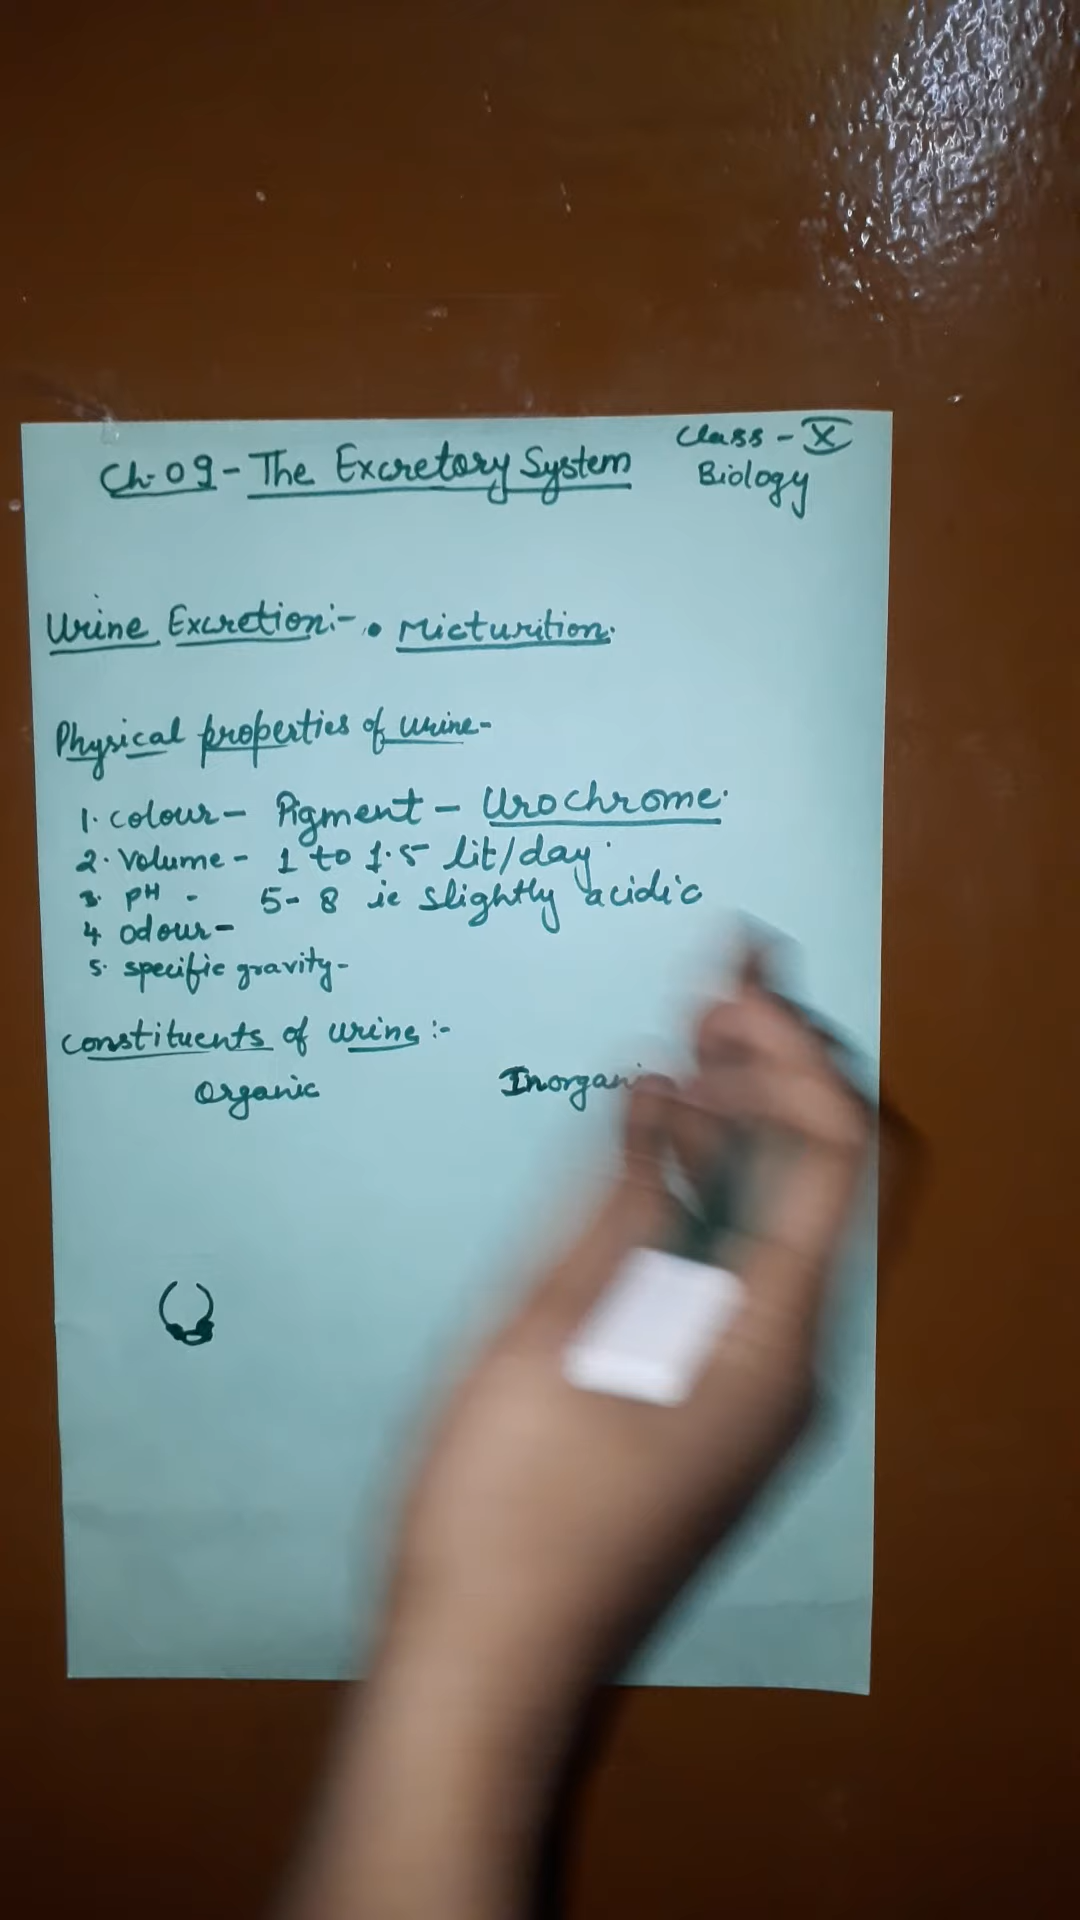 Ch-09 - The Excretory System
Class - X
Biology
Urine Excretion:- • Micturition.
Physical properties of urine-
1. colour - Pigment - Urochrome.
2. Volume - 1 to 1.5 lit/day.
3. pH - 5-8 ie slightly acidic
4 odour -
5. specific gravity -
constituents of urine :-
Organic Inorgani